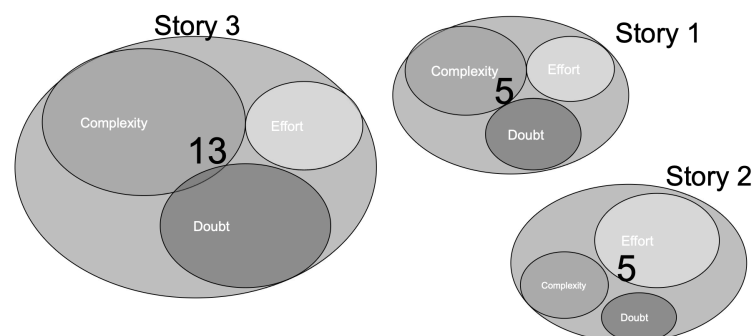 Story 3
Complexity
Effort
13
Doubt
Story 1
Complexity
Effort
5
Doubt
Story 2
Effort
5
Complexity
Doubt